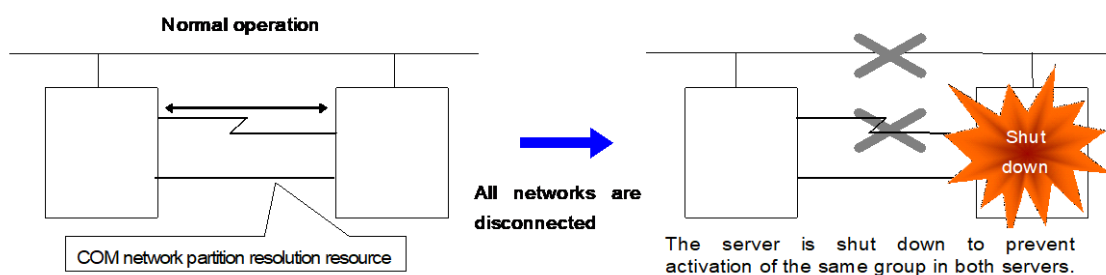 Normal operation
COM network partition resolution resource
All networks are
disconnected
Shut
down
The server is shut down to prevent
activation of the same group in both servers.